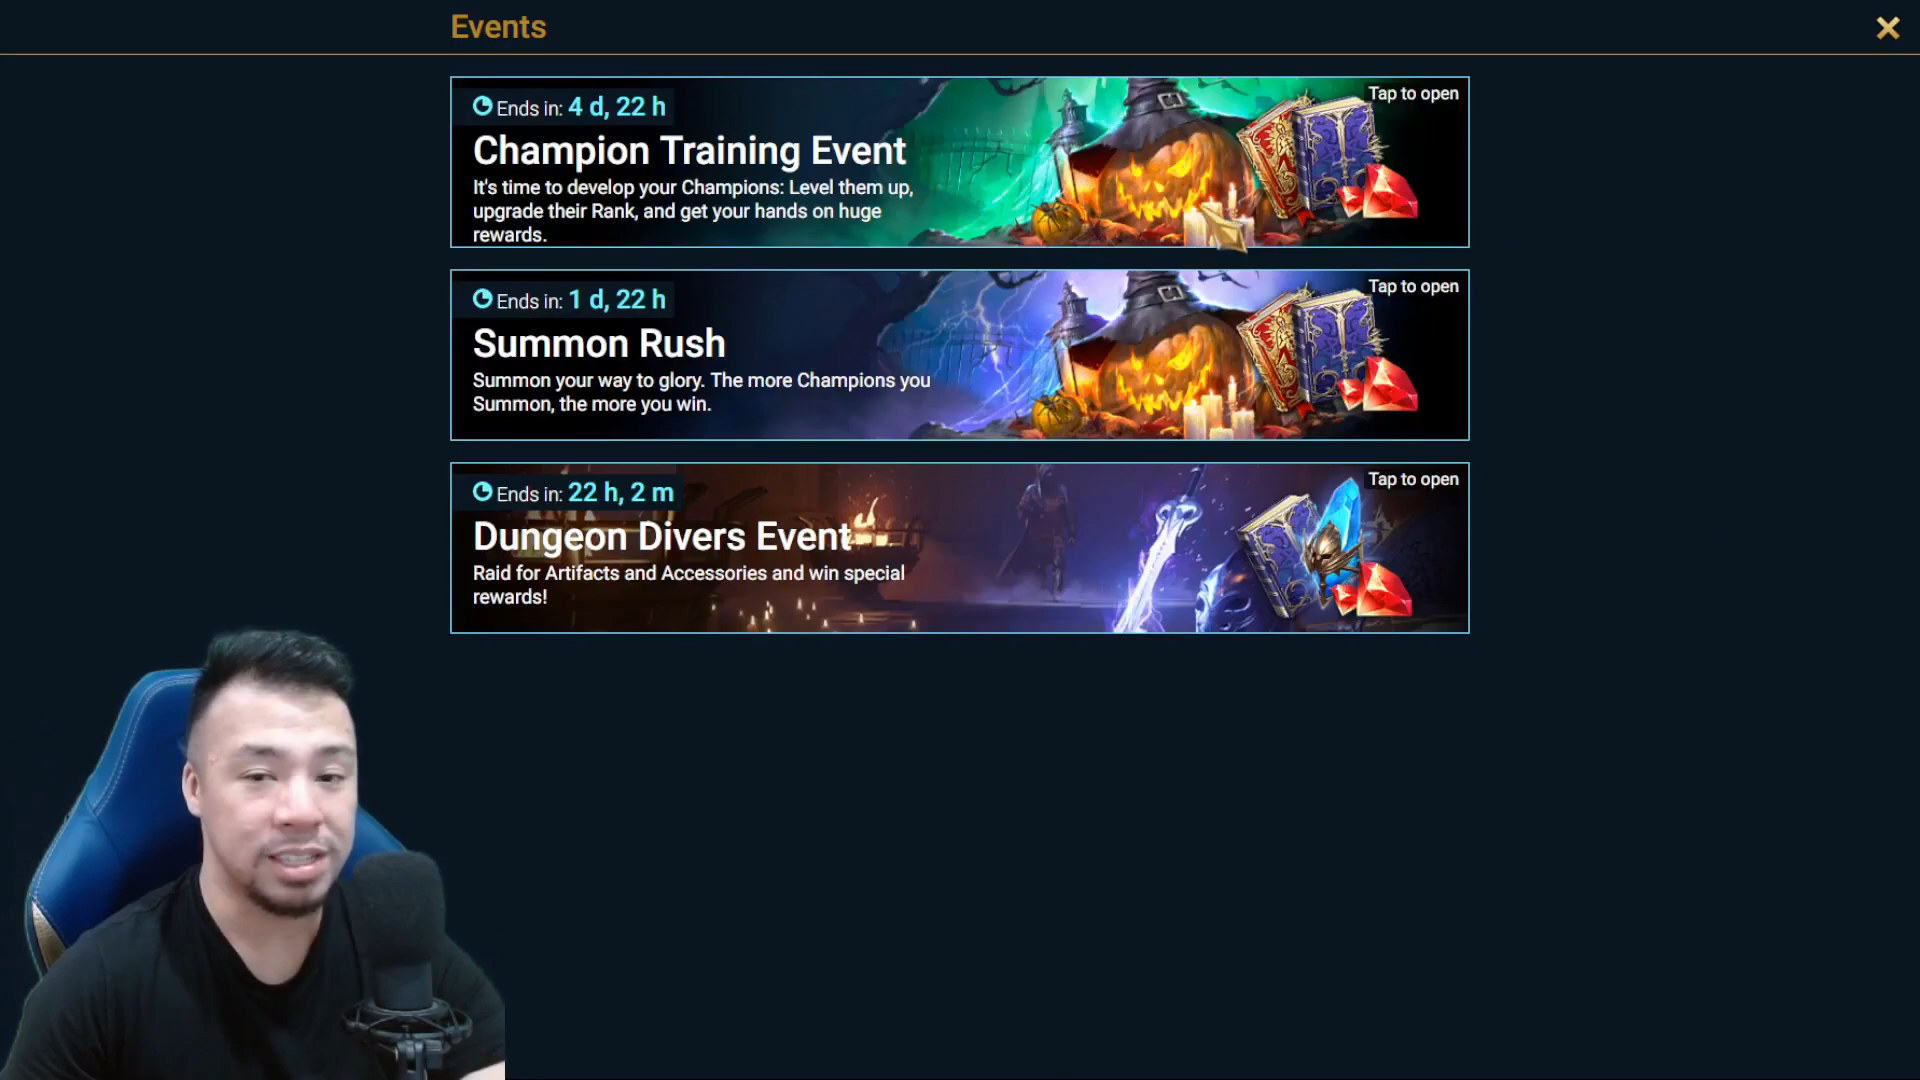 Events
Ends in: 4 d, 22 h
Tap to open
Champion Training Event
It's time to develop your Champions: Level them up,
upgrade their Rank, and get your hands on huge
rewards.
Ends in: 1 d, 22 h
Tap to open
Summon Rush
Summon your way to glory. The more Champions you
Summon, the more you win.
Ends in: 22 h, 2 m
Tap to open
Dungeon Divers Event
Raid for Artifacts and Accessories and win special
rewards!